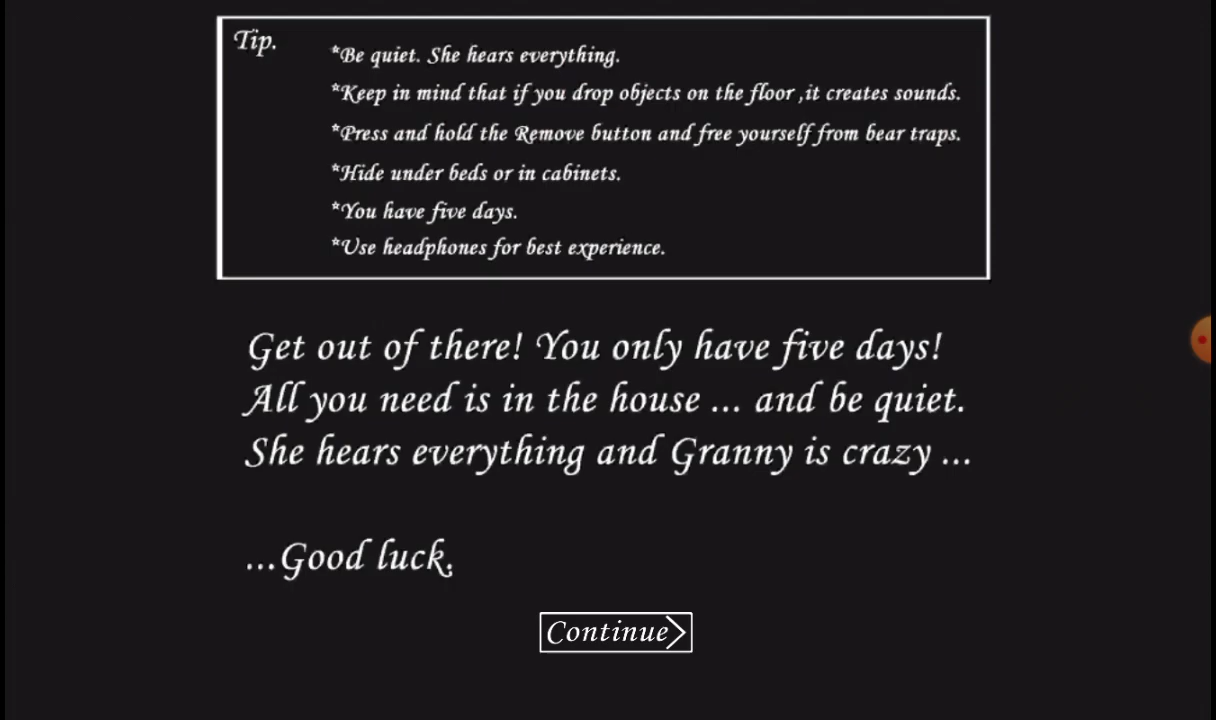 Tip.
*Be quiet. She hears everything.
*Keep in mind that if you drop objects on the floor ,it creates sounds.
*Press and hold the Remove button and free yourself from bear traps.
*Hide under beds or in cabinets.
*You have five days.
*Use headphones for best experience.
Get out of there! You only have five days!
All you need is in the house ... and be quiet.
She hears everything and Granny is crazy ...
...Good luck.
Continue